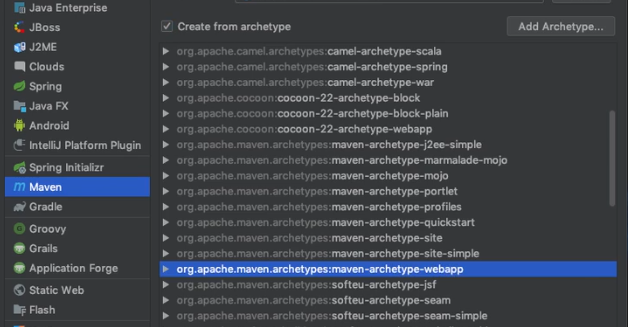 Java Enterprise
JBoss
J2ME
Clouds
Spring
Java FX
Android
IntelliJ Platform Plugin
Spring Initializr
Maven
Gradle
Groovy
Grails
Application Forge
Static Web
Flash
Create from archetype
Add Archetype...
org.apache.camel.archetypes:camel-archetype-scala
org.apache.camel.archetypes:camel-archetype-spring
org.apache.camel.archetypes:camel-archetype-war
org.apache.cocoon:cocoon-22-archetype-block
org.apache.cocoon:cocoon-22-archetype-block-plain
org.apache.cocoon:cocoon-22-archetype-webapp
org.apache.maven.archetypes:maven-archetype-j2ee-simple
org.apache.maven.archetypes:maven-archetype-marmalade-mojo
org.apache.maven.archetypes:maven-archetype-mojo
org.apache.maven.archetypes:maven-archetype-portlet
org.apache.maven.archetypes:maven-archetype-profiles
org.apache.maven.archetypes:maven-archetype-quickstart
org.apache.maven.archetypes:maven-archetype-site
org.apache.maven.archetypes:maven-archetype-site-simple
org.apache.maven.archetypes:maven-archetype-webapp
org.apache.maven.archetypes:softeu-archetype-jsf
org.apache.maven.archetypes:softeu-archetype-seam
org.apache.maven.archetypes:softeu-archetype-seam-simple